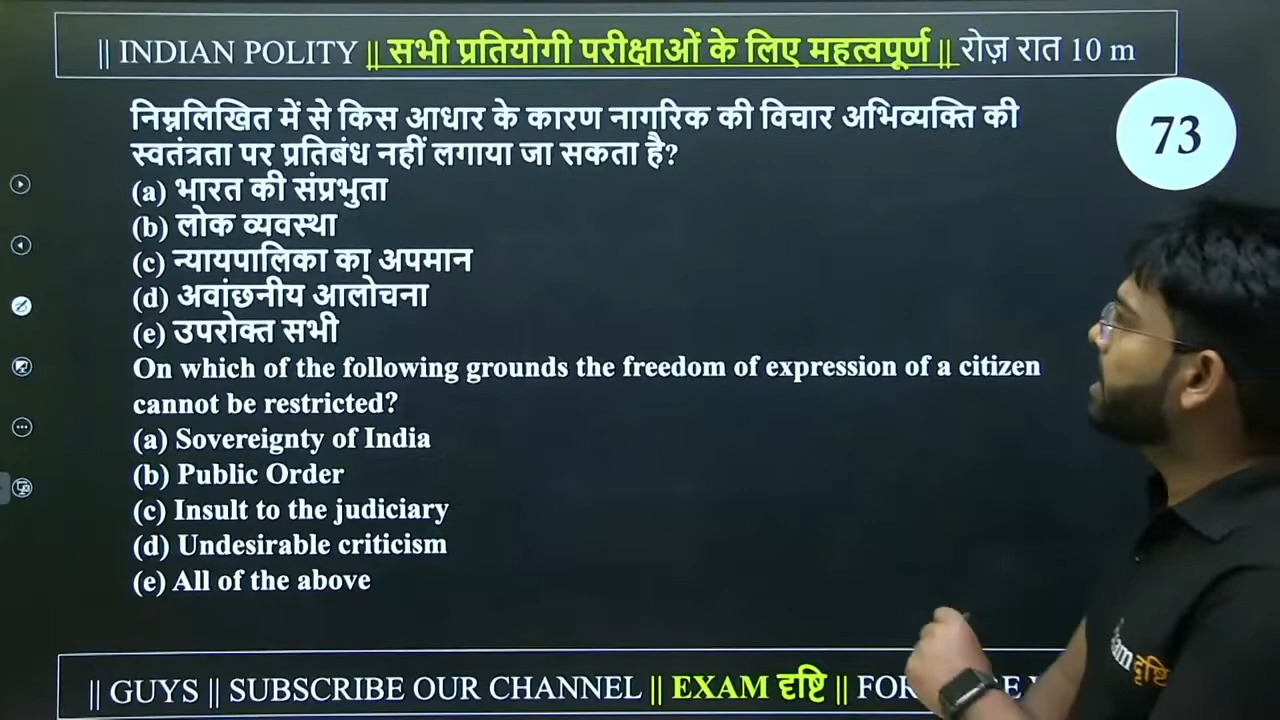 || INDIAN POLITY || सभी प्रतियोगी परीक्षाओं के लिए महत्वपूर्ण || रोज़ रात 10 m
73
निम्नलिखित में से किस आधार के कारण नागरिक की विचार अभिव्यक्ति की
स्वतंत्रता पर प्रतिबंध नहीं लगाया जा सकता है?
(a) भारत की संप्रभुता
(b) लोक व्यवस्था
(c) न्यायपालिका का अपमान
(d) अवांछनीय आलोचना
(e) उपरोक्त सभी
On which of the following grounds the freedom of expression of a citizen
cannot be restricted?
(a) Sovereignty of India
(b) Public Order
(c) Insult to the judiciary
(d) Undesirable criticism
(e) All of the above
|| GUYS || SUBSCRIBE OUR CHANNEL || EXAM दृष्टि || FOR
am दृष्टि